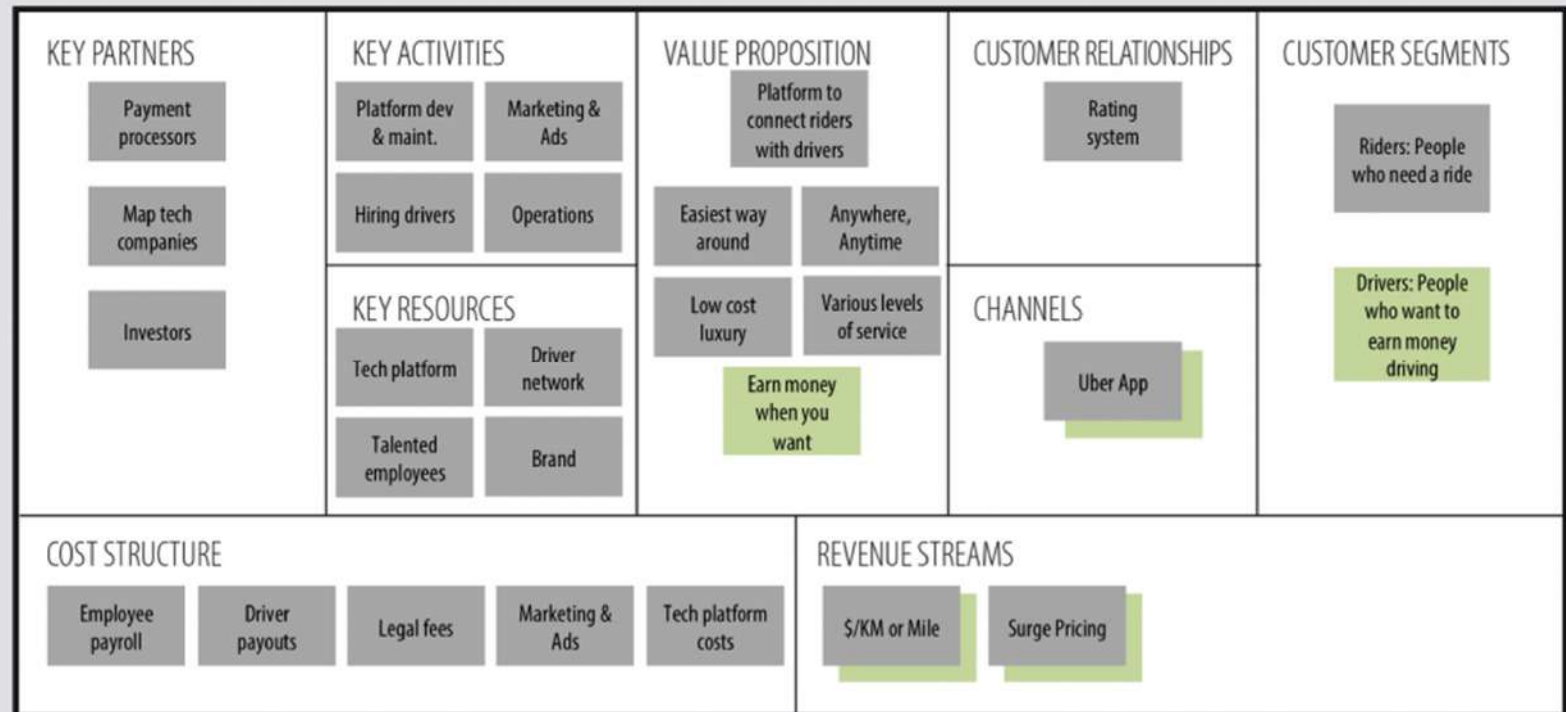 KEY PARTNERS
Payment
processors
Map tech
companies
Investors
KEY ACTIVITIES
Platform dev
& maint.
Marketing &
Ads
Hiring drivers
Operations
KEY RESOURCES
Tech platform
Driver
network
Talented
employees
Brand
VALUE PROPOSITION
Platform to
connect riders
with drivers
Easiest way
around
Anywhere,
Anytime
Low cost
luxury
Various levels
of service
Earn money
when you
want
CUSTOMER RELATIONSHIPS
Rating
system
CHANNELS
Uber App
CUSTOMER SEGMENTS
Riders: People
who need a ride
Drivers: People
who want to
earn money
driving
COST STRUCTURE
Employee
payroll
Driver
payouts
Legal fees
Marketing &
Ads
Tech platform
costs
REVENUE STREAMS
$/KM or Mile
Surge Pricing